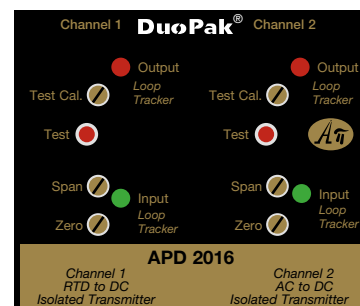 Channel 1 DuoPak® Channel 2
Output Output
Test Cal. Loop Tracker Test Cal. Loop Tracker
Test Test
Span Input Span Input
Loop Tracker Loop Tracker
Zero Zero
APD 2016
Channel 1 Channel 2
RTD to DC AC to DC
Isolated Transmitter Isolated Transmitter